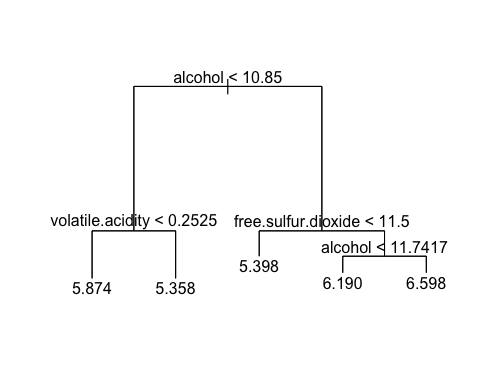 alcohol < 10.85
volatile.acidity < 0.2525
free.sulfur.dioxide < 11.5
alcohol < 11.7417
5.398
5.874
5.358
6.190
6.598